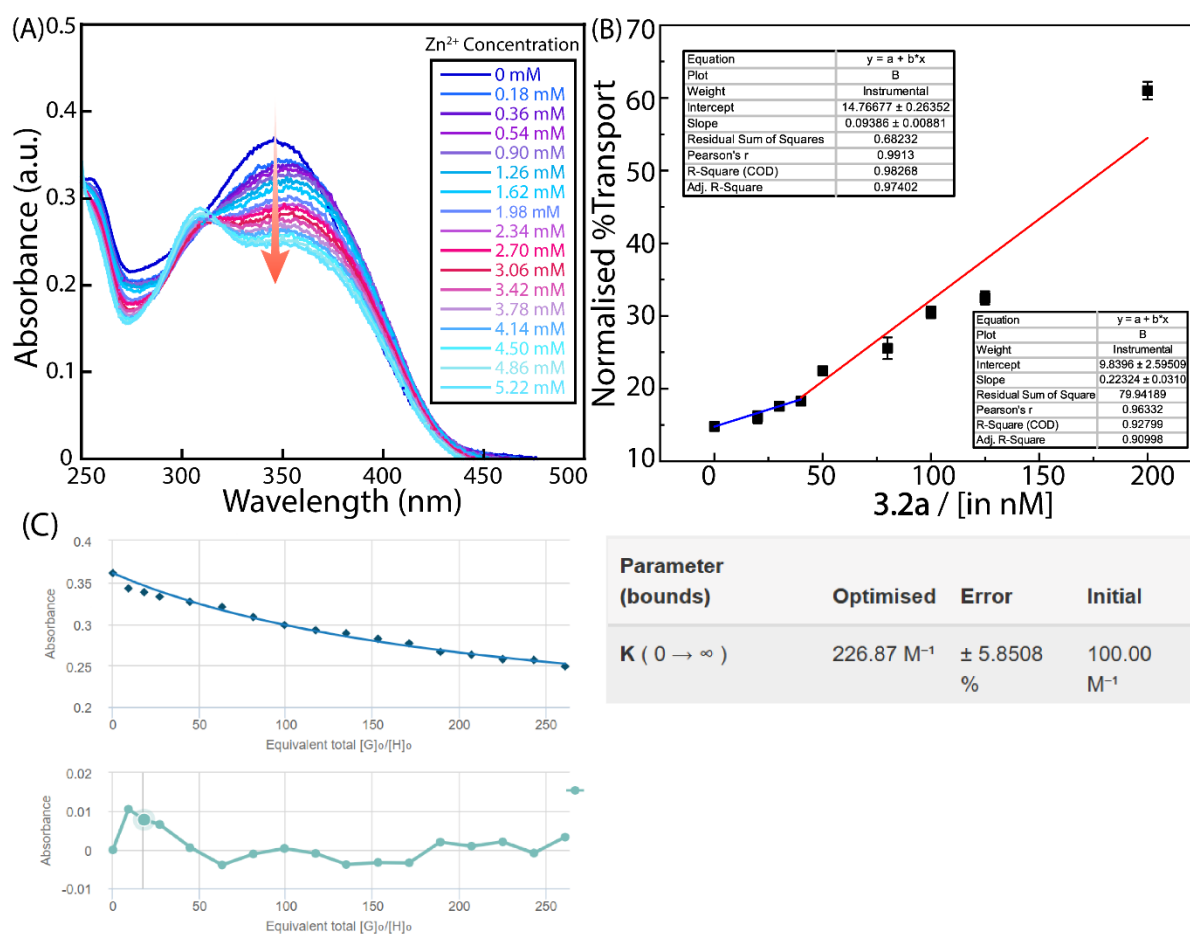 (A)
0.5
0.4
0.3
0.2
0.1
0
250
300
350
400
450
500
Absorbance (a.u.)
Wavelength (nm)
Zn²⁺ Concentration
0 mM
0.18 mM
0.36 mM
0.54 mM
0.90 mM
1.26 mM
1.62 mM
1.98 mM
2.34 mM
2.70 mM
3.06 mM
3.42 mM
3.78 mM
4.14 mM
4.50 mM
4.86 mM
5.22 mM
(B)
70
60
50
40
30
20
10
0
50
100
150
200
Normalised %Transport
3.2a / [in nM]
Equation y = a + b*x
Plot B
Weight Instrumental
Intercept 14.76677 ± 0.26352
Slope 0.09386 ± 0.00881
Residual Sum of Squares 0.68232
Pearson's r 0.9913
R-Square (COD) 0.98268
Adj. R-Square 0.97402
Equation y = a + b*x
Plot B
Weight Instrumental
Intercept 9.8396 ± 2.59509
Slope 0.22324 ± 0.0310
Residual Sum of Square 79.94189
Pearson's r 0.96332
R-Square (COD) 0.92799
Adj. R-Square 0.90998
(C)
0.4
0.35
0.3
0.25
0.2
0
50
100
150
200
250
Absorbance
Equivalent total [G]₀/[H]₀
0.02
0.01
0
-0.01
0
50
100
150
200
250
Absorbance
Equivalent total [G]₀/[H]₀
Parameter
(bounds) Optimised Error Initial
K ( 0 → ∞ ) 226.87 M⁻¹ ± 5.8508 100.00
% M⁻¹